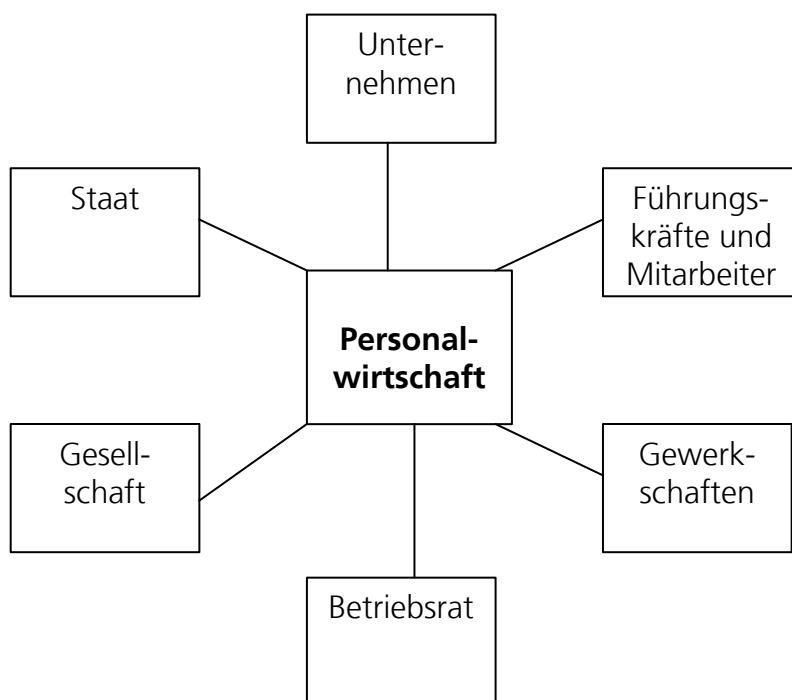 Unter-
nehmen
Staat
Führungs-
kräfte und
Mitarbeiter
Personal-
wirtschaft
Gesell-
schaft
Gewerk-
schaften
Betriebsrat